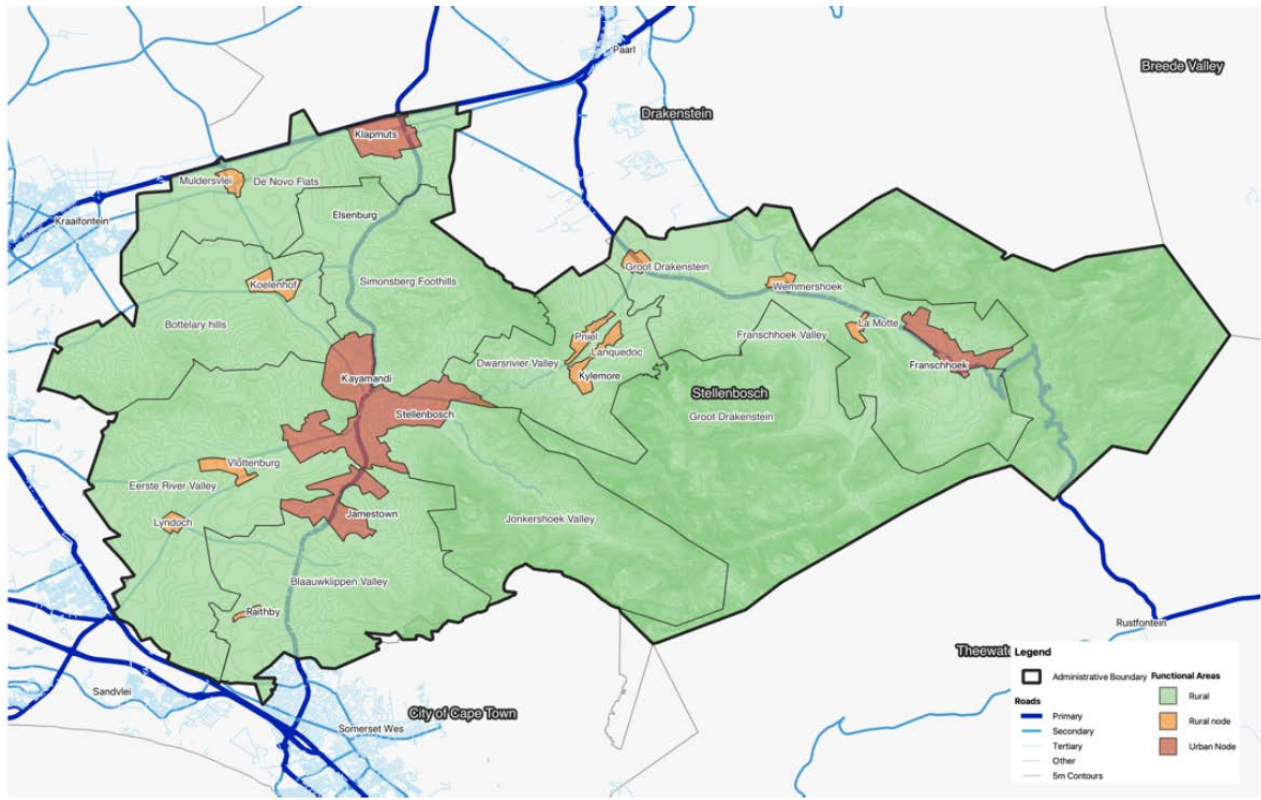 Paarl
Breede Valley
Drakenstein
Klapmuts
Muldersvlei
De Novo Flats
Kraaifontein
Elsenburg
Groot Drakenstein
Koelenhof
Simonsberg Foothills
Wemmershoek
Bottelary hills
La Motte
Pniel
Franschhoek Valley
Lanquedoc
Dwarsrivier Valley
Franschhoek
Kylemore
Kayamandi
Stellenbosch
Stellenbosch
Groot Drakenstein
Vlottenburg
Eerste River Valley
Jamestown
Lyndoch
Jonkershoek Valley
Blaauwklippen Valley
Raithby
Rustfontein
Sandvlei
City of Cape Town
Somerset Wes
Legend
Administrative Boundary
Roads
Primary
Secondary
Tertiary
Other
5m Contours
Functional Areas
Rural
Rural node
Urban Node